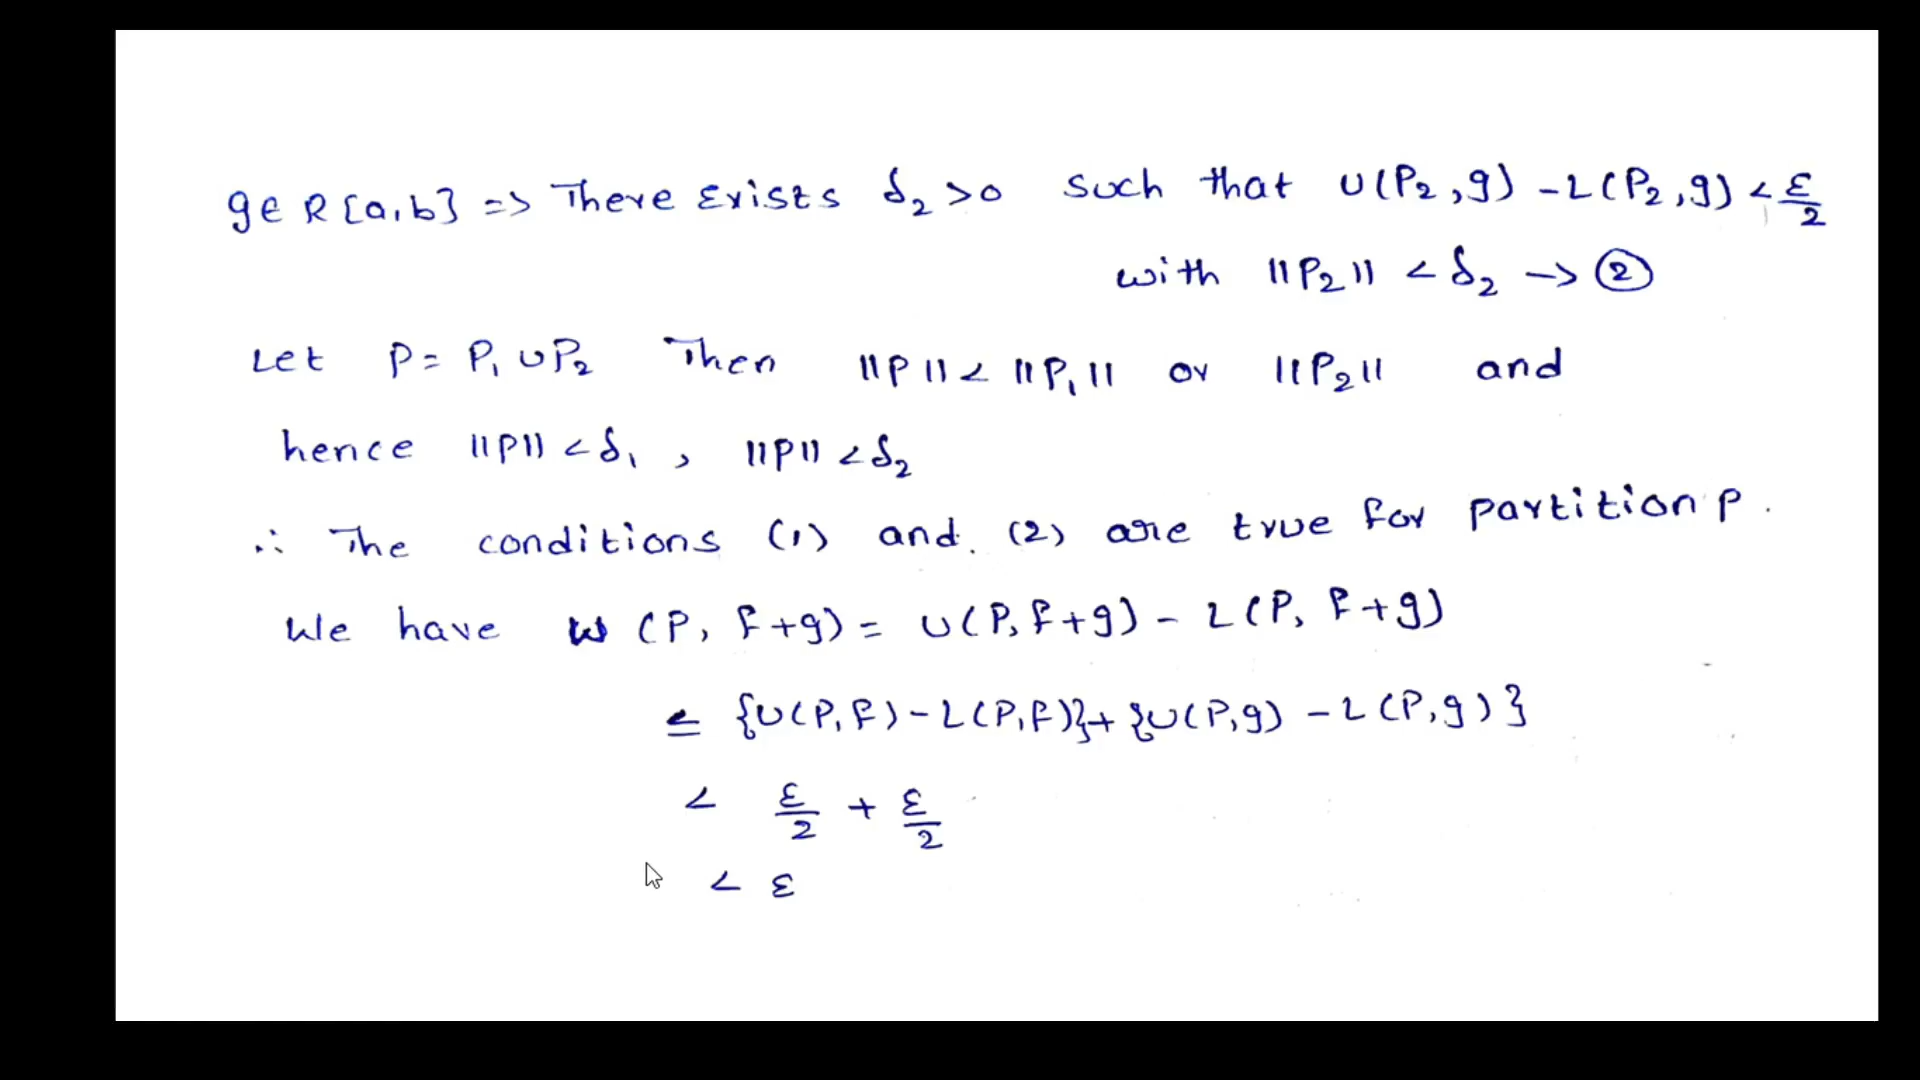 g ∈ R [a, b] => There Exists δ₂ > 0 such that U(P₂, g) - L(P₂, g) < ε/2
with ||P₂|| < δ₂ -> ②
Let P = P₁ ∪ P₂ Then ||P|| < ||P₁|| or ||P₂|| and
hence ||P|| < δ₁ , ||P|| < δ₂
∴ The conditions (1) and (2) are true for partition P .
We have W (P, f+g) = U(P, f+g) - L(P, f+g)
≤ {U(P, f) - L(P, f)} + {U(P, g) - L(P, g)}
< ε/2 + ε/2
< ε